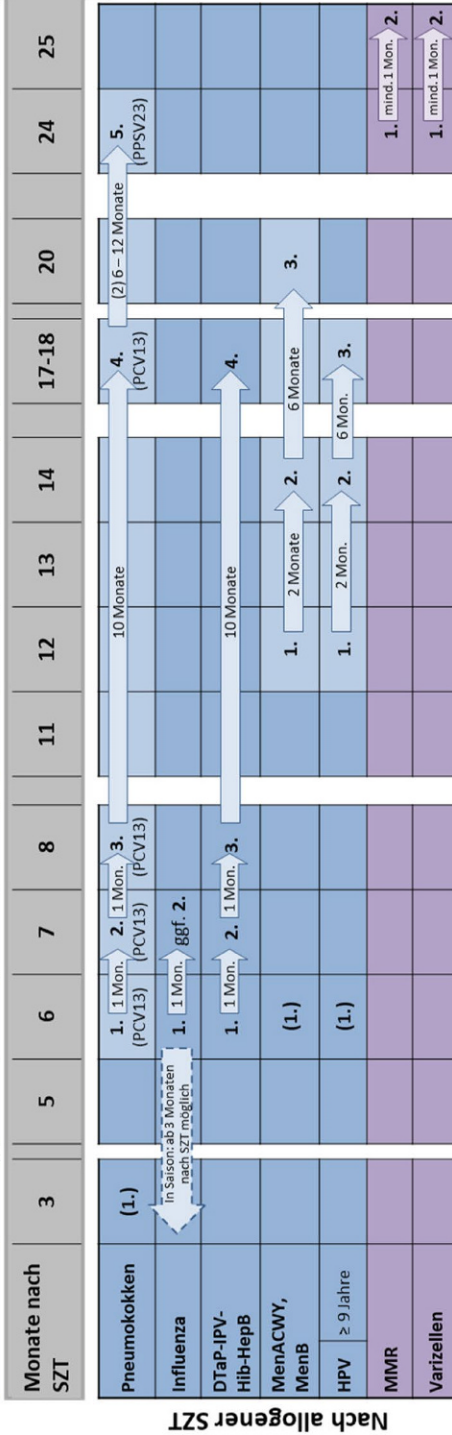 Nach allogener SZT
Monate nach SZT 3 5 6 7 8 11 12 13 14 17-18 20 24 25
Pneumokokken (1.) 1. 1 Mon. 2. 1 Mon. 3. 10 Monate 4. (2) 6 – 12 Monate 5.
(PCV13) (PCV13) (PCV13) (PCV13) (PPSV23)
Influenza In Saison: ab 3 Monaten nach SZT möglich 1. 1 Mon. ggf. 2.
DTaP-IPV-
Hib-HepB 1. 1 Mon. 2. 1 Mon. 3. 10 Monate 4.
MenACWY,
MenB (1.) 1. 2 Monate 2. 6 Monate 3.
HPV ≥ 9 Jahre (1.) 1. 2 Mon. 2. 6 Mon. 3.
MMR 1. mind. 1 Mon. 2.
Varizellen 1. mind. 1 Mon. 2.